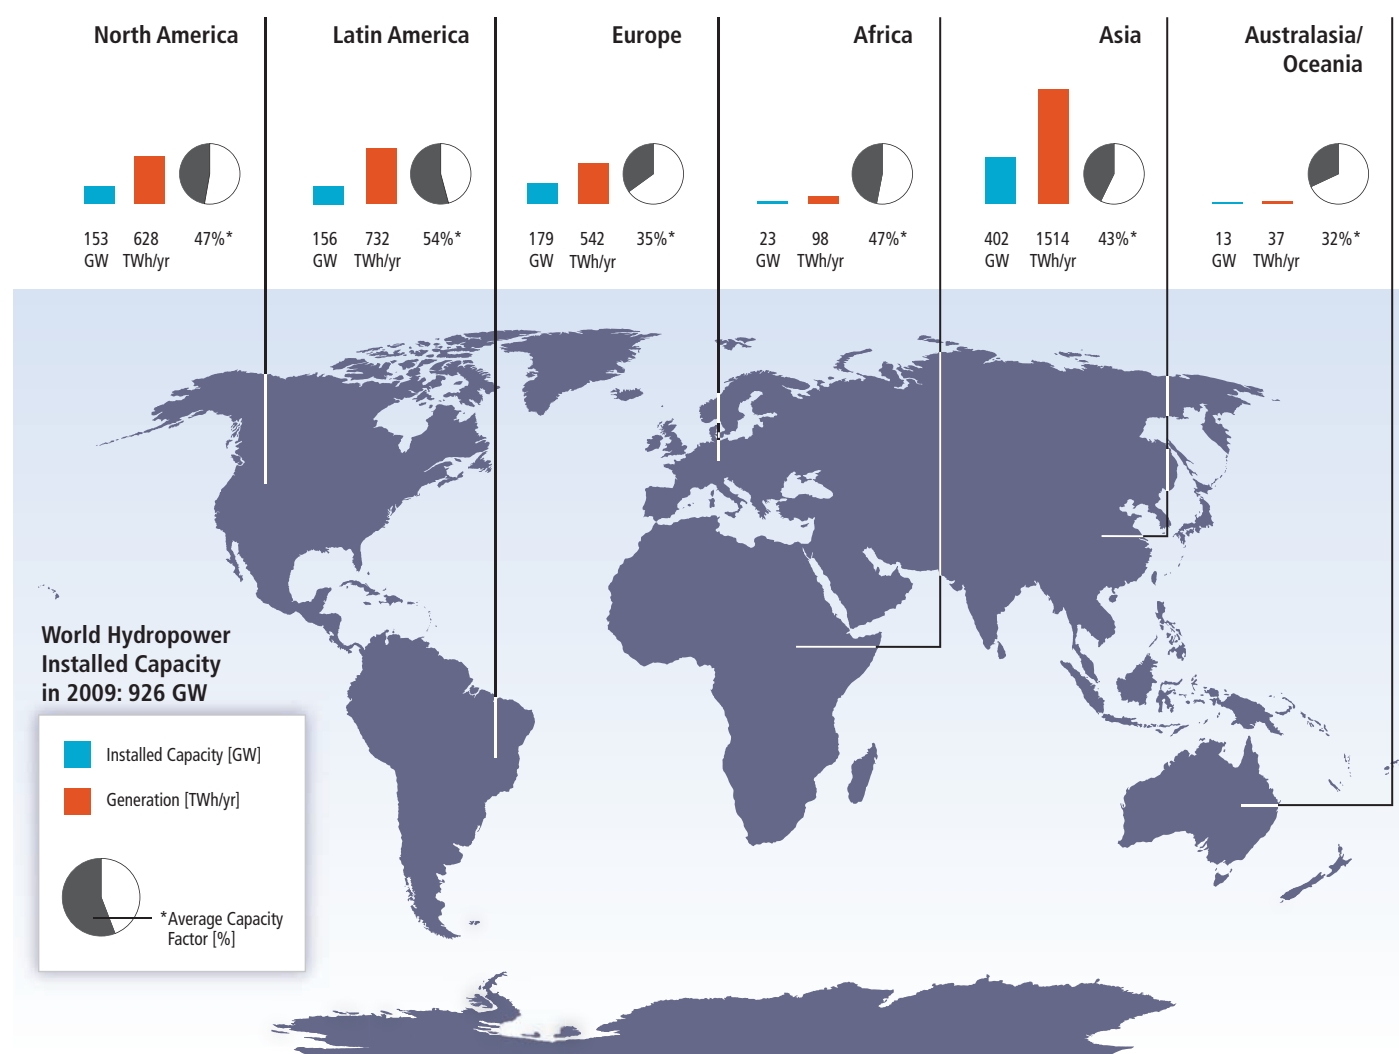 North America
153
GW
628
TWh/yr
47%*
Latin America
156
GW
732
TWh/yr
54%*
Europe
179
GW
542
TWh/yr
35%*
Africa
23
GW
98
TWh/yr
47%*
Asia
402
GW
1514
TWh/yr
43%*
Australasia/
Oceania
13
GW
37
TWh/yr
32%*
World Hydropower
Installed Capacity
in 2009: 926 GW
Installed Capacity [GW]
Generation [TWh/yr]
*Average Capacity
Factor [%]